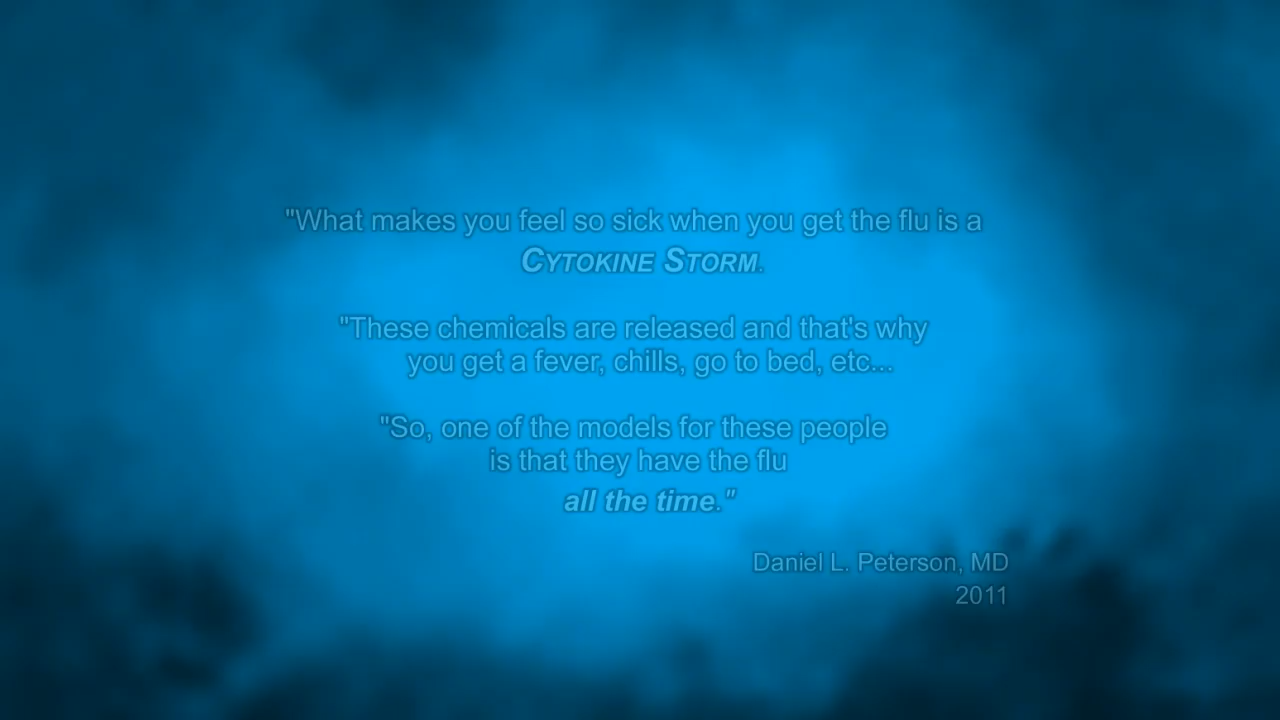 "What makes you feel so sick when you get the flu is a
CYTOKINE STORM.
"These chemicals are released and that's why
you get a fever, chills, go to bed, etc...
"So, one of the models for these people
is that they have the flu
all the time."
Daniel L. Peterson, MD
2011